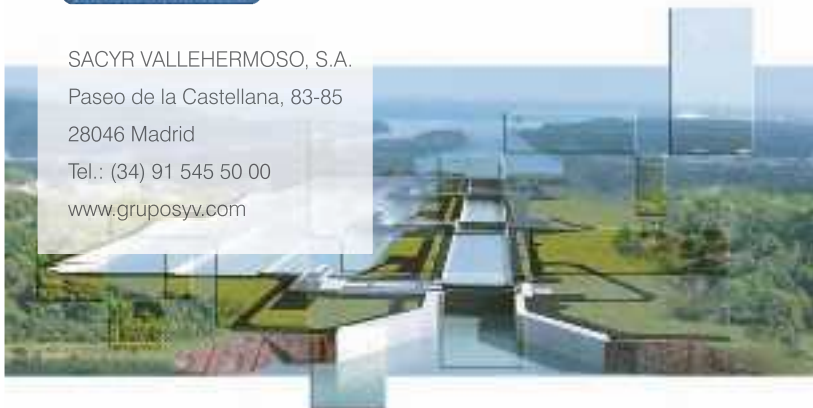 SACYR VALLEHERMOSO, S.A.
Paseo de la Castellana, 83-85
28046 Madrid
Tel.: (34) 91 545 50 00
www.gruposyv.com